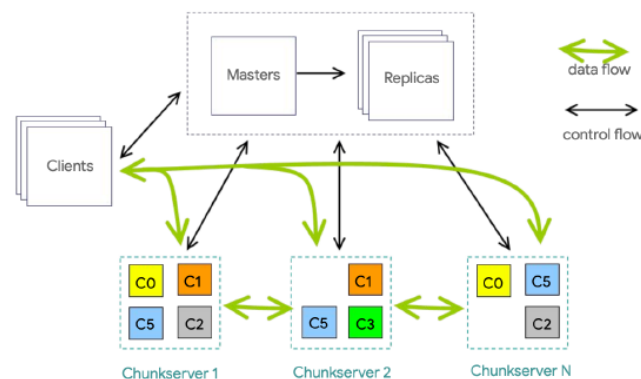 Masters
Replicas
data flow
control flow
Clients
C0 C1
C5 C2
C1
C5 C3
C0 C5
C2
Chunkserver 1
Chunkserver 2
Chunkserver N